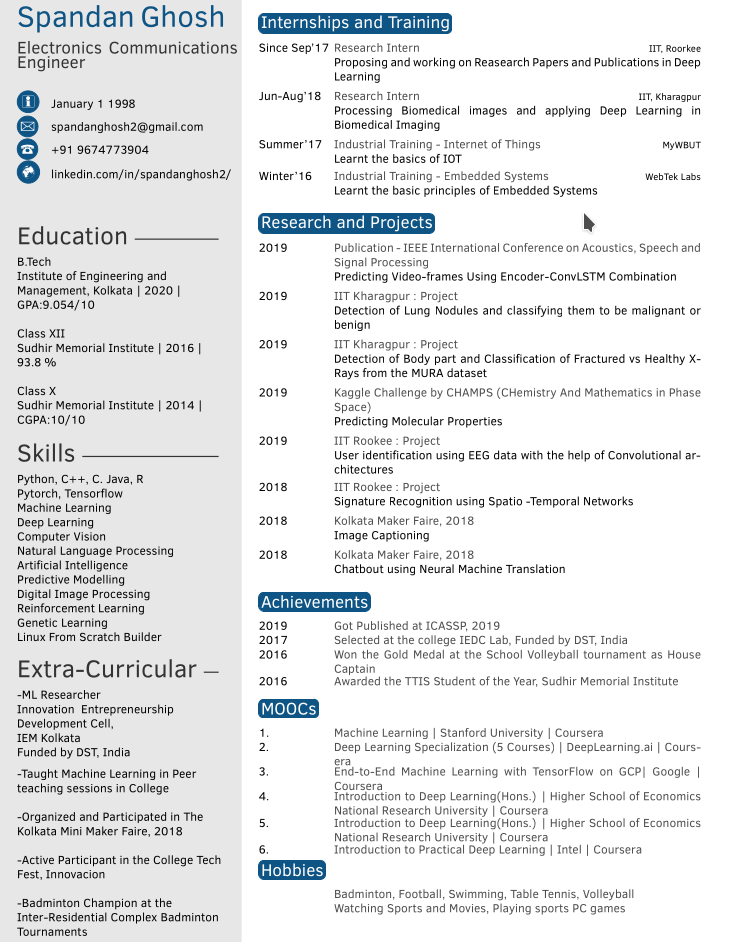 Spandan Ghosh
Electronics Communications
Engineer
January 1 1998
spandanghosh2@gmail.com
+91 9674773904
linkedin.com/in/spandanghosh2/
Education
B.Tech
Institute of Engineering and
Management, Kolkata | 2020 |
GPA:9.054/10
Class XII
Sudhir Memorial Institute | 2016 |
93.8 %
Class X
Sudhir Memorial Institute | 2014 |
CGPA:10/10
Skills
Python, C++, C. Java, R
Pytorch, Tensorflow
Machine Learning
Deep Learning
Computer Vision
Natural Language Processing
Artificial Intelligence
Predictive Modelling
Digital Image Processing
Reinforcement Learning
Genetic Learning
Linux From Scratch Builder
Extra-Curricular
-ML Researcher
Innovation Entrepreneurship
Development Cell,
IEM Kolkata
Funded by DST, India
-Taught Machine Learning in Peer
teaching sessions in College
-Organized and Participated in The
Kolkata Mini Maker Faire, 2018
-Active Participant in the College Tech
Fest, Innovacion
-Badminton Champion at the
Inter-Residential Complex Badminton
Tournaments
Internships and Training
Since Sep'17 Research Intern IIT, Roorkee
Proposing and working on Reasearch Papers and Publications in Deep
Learning
Jun-Aug'18 Research Intern IIT, Kharagpur
Processing Biomedical images and applying Deep Learning in
Biomedical Imaging
Summer'17 Industrial Training - Internet of Things MyWBUT
Learnt the basics of IOT
Winter'16 Industrial Training - Embedded Systems WebTek Labs
Learnt the basic principles of Embedded Systems
Research and Projects
2019 Publication - IEEE International Conference on Acoustics, Speech and
Signal Processing
Predicting Video-frames Using Encoder-ConvLSTM Combination
2019 IIT Kharagpur : Project
Detection of Lung Nodules and classifying them to be malignant or
benign
2019 IIT Kharagpur : Project
Detection of Body part and Classification of Fractured vs Healthy X-
Rays from the MURA dataset
2019 Kaggle Challenge by CHAMPS (CHemistry And Mathematics in Phase
Space)
Predicting Molecular Properties
2019 IIT Rookee : Project
User identification using EEG data with the help of Convolutional ar-
chitectures
2018 IIT Rookee : Project
Signature Recognition using Spatio -Temporal Networks
2018 Kolkata Maker Faire, 2018
Image Captioning
2018 Kolkata Maker Faire, 2018
Chatbout using Neural Machine Translation
Achievements
2019 Got Published at ICASSP, 2019
2017 Selected at the college IEDC Lab, Funded by DST, India
2016 Won the Gold Medal at the School Volleyball tournament as House
Captain
2016 Awarded the TTIS Student of the Year, Sudhir Memorial Institute
MOOCs
1. Machine Learning | Stanford University | Coursera
2. Deep Learning Specialization (5 Courses) | DeepLearning.ai | Cours-
era
3. End-to-End Machine Learning with TensorFlow on GCP| Google |
Coursera
4. Introduction to Deep Learning(Hons.) | Higher School of Economics
National Research University | Coursera
5. Introduction to Deep Learning(Hons.) | Higher School of Economics
National Research University | Coursera
6. Introduction to Practical Deep Learning | Intel | Coursera
Hobbies
Badminton, Football, Swimming, Table Tennis, Volleyball
Watching Sports and Movies, Playing sports PC games